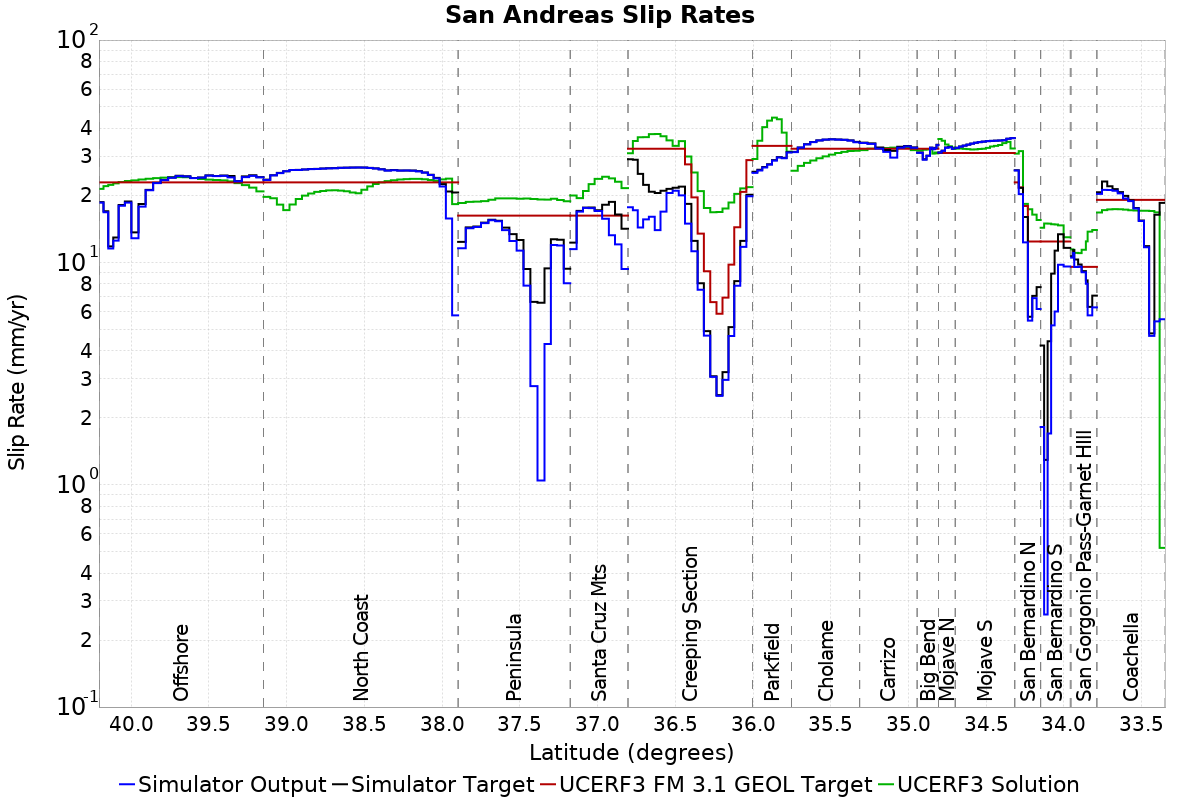 San Andreas Slip Rates
Slip Rate (mm/yr)
10^2
8
6
4
3
2
10^1
8
6
4
3
2
10^0
8
6
4
3
2
10^-1
Offshore
North Coast
Peninsula
Santa Cruz Mts
Creeping Section
Parkfield
Cholame
Carrizo
Big Bend
Mojave N
Mojave S
San Bernardino N
San Bernardino S
San Gorgonio Pass-Garnet HIll
Coachella
40.0 39.5 39.0 38.5 38.0 37.5 37.0 36.5 36.0 35.5 35.0 34.5 34.0 33.5
Latitude (degrees)
Simulator Output Simulator Target UCERF3 FM 3.1 GEOL Target UCERF3 Solution